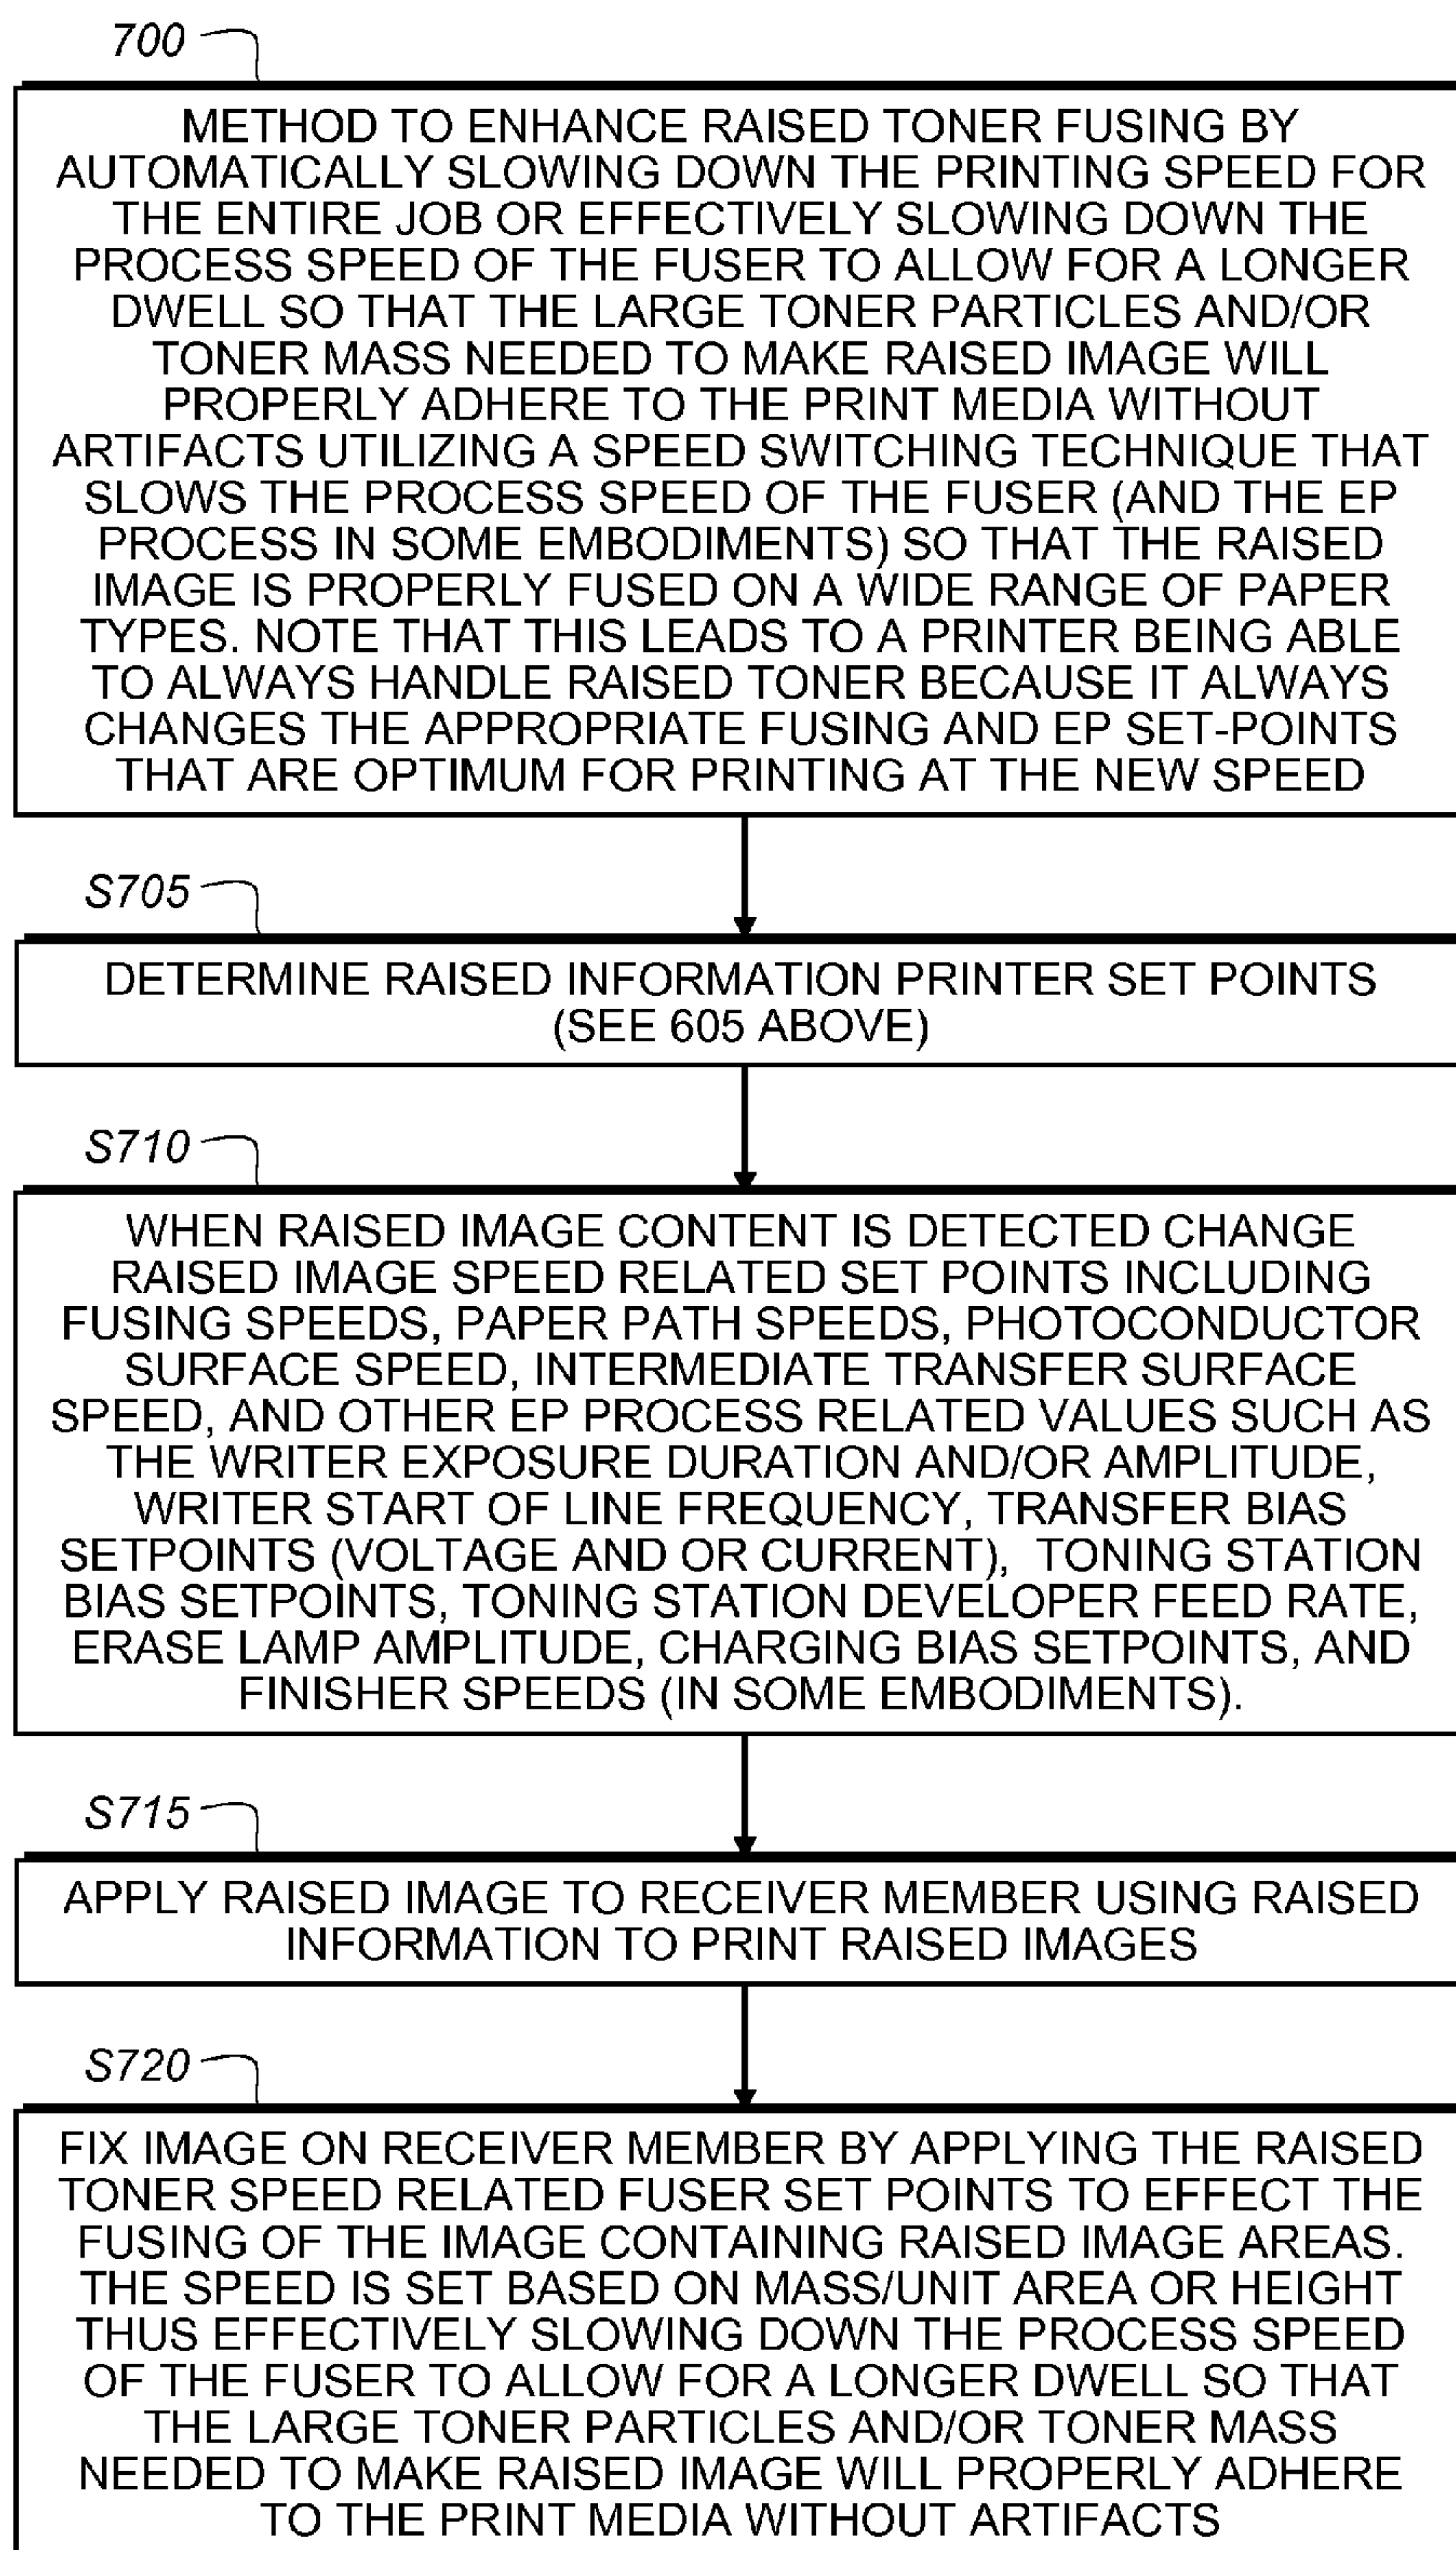 700
METHOD TO ENHANCE RAISED TONER FUSING BY
AUTOMATICALLY SLOWING DOWN THE PRINTING SPEED FOR
THE ENTIRE JOB OR EFFECTIVELY SLOWING DOWN THE
PROCESS SPEED OF THE FUSER TO ALLOW FOR A LONGER
DWELL SO THAT THE LARGE TONER PARTICLES AND/OR
TONER MASS NEEDED TO MAKE RAISED IMAGE WILL
PROPERLY ADHERE TO THE PRINT MEDIA WITHOUT
ARTIFACTS UTILIZING A SPEED SWITCHING TECHNIQUE THAT
SLOWS THE PROCESS SPEED OF THE FUSER (AND THE EP
PROCESS IN SOME EMBODIMENTS) SO THAT THE RAISED
IMAGE IS PROPERLY FUSED ON A WIDE RANGE OF PAPER
TYPES. NOTE THAT THIS LEADS TO A PRINTER BEING ABLE
TO ALWAYS HANDLE RAISED TONER BECAUSE IT ALWAYS
CHANGES THE APPROPRIATE FUSING AND EP SET-POINTS
THAT ARE OPTIMUM FOR PRINTING AT THE NEW SPEED
S705
DETERMINE RAISED INFORMATION PRINTER SET POINTS
(SEE 605 ABOVE)
S710
WHEN RAISED IMAGE CONTENT IS DETECTED CHANGE
RAISED IMAGE SPEED RELATED SET POINTS INCLUDING
FUSING SPEEDS, PAPER PATH SPEEDS, PHOTOCONDUCTOR
SURFACE SPEED, INTERMEDIATE TRANSFER SURFACE
SPEED, AND OTHER EP PROCESS RELATED VALUES SUCH AS
THE WRITER EXPOSURE DURATION AND/OR AMPLITUDE,
WRITER START OF LINE FREQUENCY, TRANSFER BIAS
SETPOINTS (VOLTAGE AND OR CURRENT), TONING STATION
BIAS SETPOINTS, TONING STATION DEVELOPER FEED RATE,
ERASE LAMP AMPLITUDE, CHARGING BIAS SETPOINTS, AND
FINISHER SPEEDS (IN SOME EMBODIMENTS).
S715
APPLY RAISED IMAGE TO RECEIVER MEMBER USING RAISED
INFORMATION TO PRINT RAISED IMAGES
S720
FIX IMAGE ON RECEIVER MEMBER BY APPLYING THE RAISED
TONER SPEED RELATED FUSER SET POINTS TO EFFECT THE
FUSING OF THE IMAGE CONTAINING RAISED IMAGE AREAS.
THE SPEED IS SET BASED ON MASS/UNIT AREA OR HEIGHT
THUS EFFECTIVELY SLOWING DOWN THE PROCESS SPEED
OF THE FUSER TO ALLOW FOR A LONGER DWELL SO THAT
THE LARGE TONER PARTICLES AND/OR TONER MASS
NEEDED TO MAKE RAISED IMAGE WILL PROPERLY ADHERE
TO THE PRINT MEDIA WITHOUT ARTIFACTS